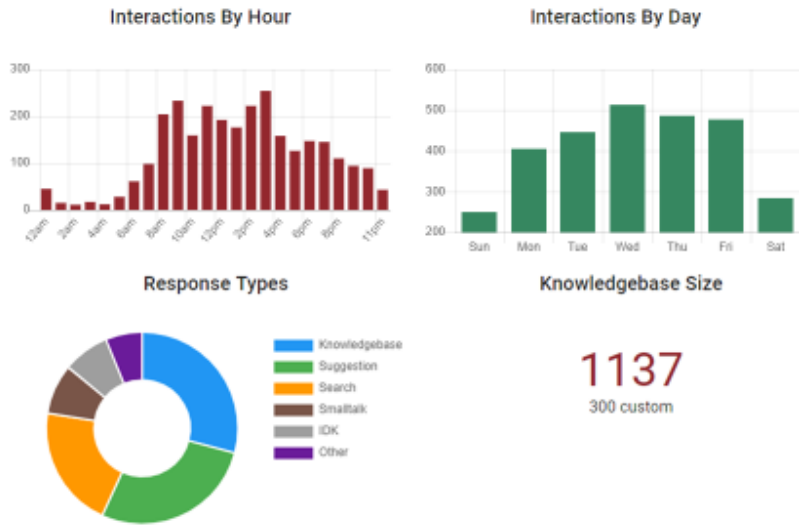 Interactions By Hour
300
200
100
0
12am 2am 4am 6am 8am 10am 12pm 2pm 4pm 6pm 8pm 11pm
Interactions By Day
600
500
400
300
200
Sun Mon Tue Wed Thu Fri Sat
Response Types
Knowledgebase
Suggestion
Search
Smalltalk
IDK
Other
Knowledgebase Size
1137
300 custom